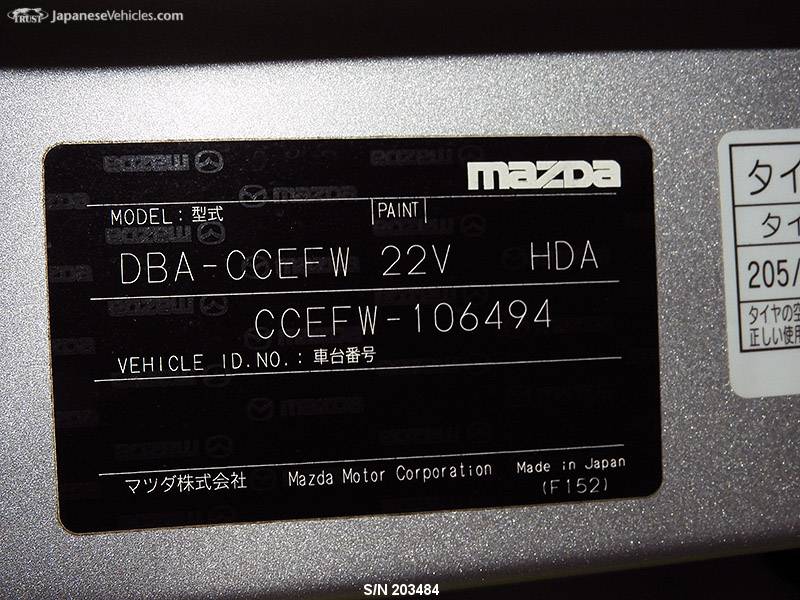 TRUST JapaneseVehicles.com
mazda
MODEL : 型式 PAINT
DBA-CCEFW 22V HDA
CCEFW-106494
VEHICLE ID.NO. : 車台番号
マツダ株式会社 Mazda Motor Corporation Made in Japan
(F152)
タイ
タイ
205/
タイヤの空
正しい使用
S/N 203484